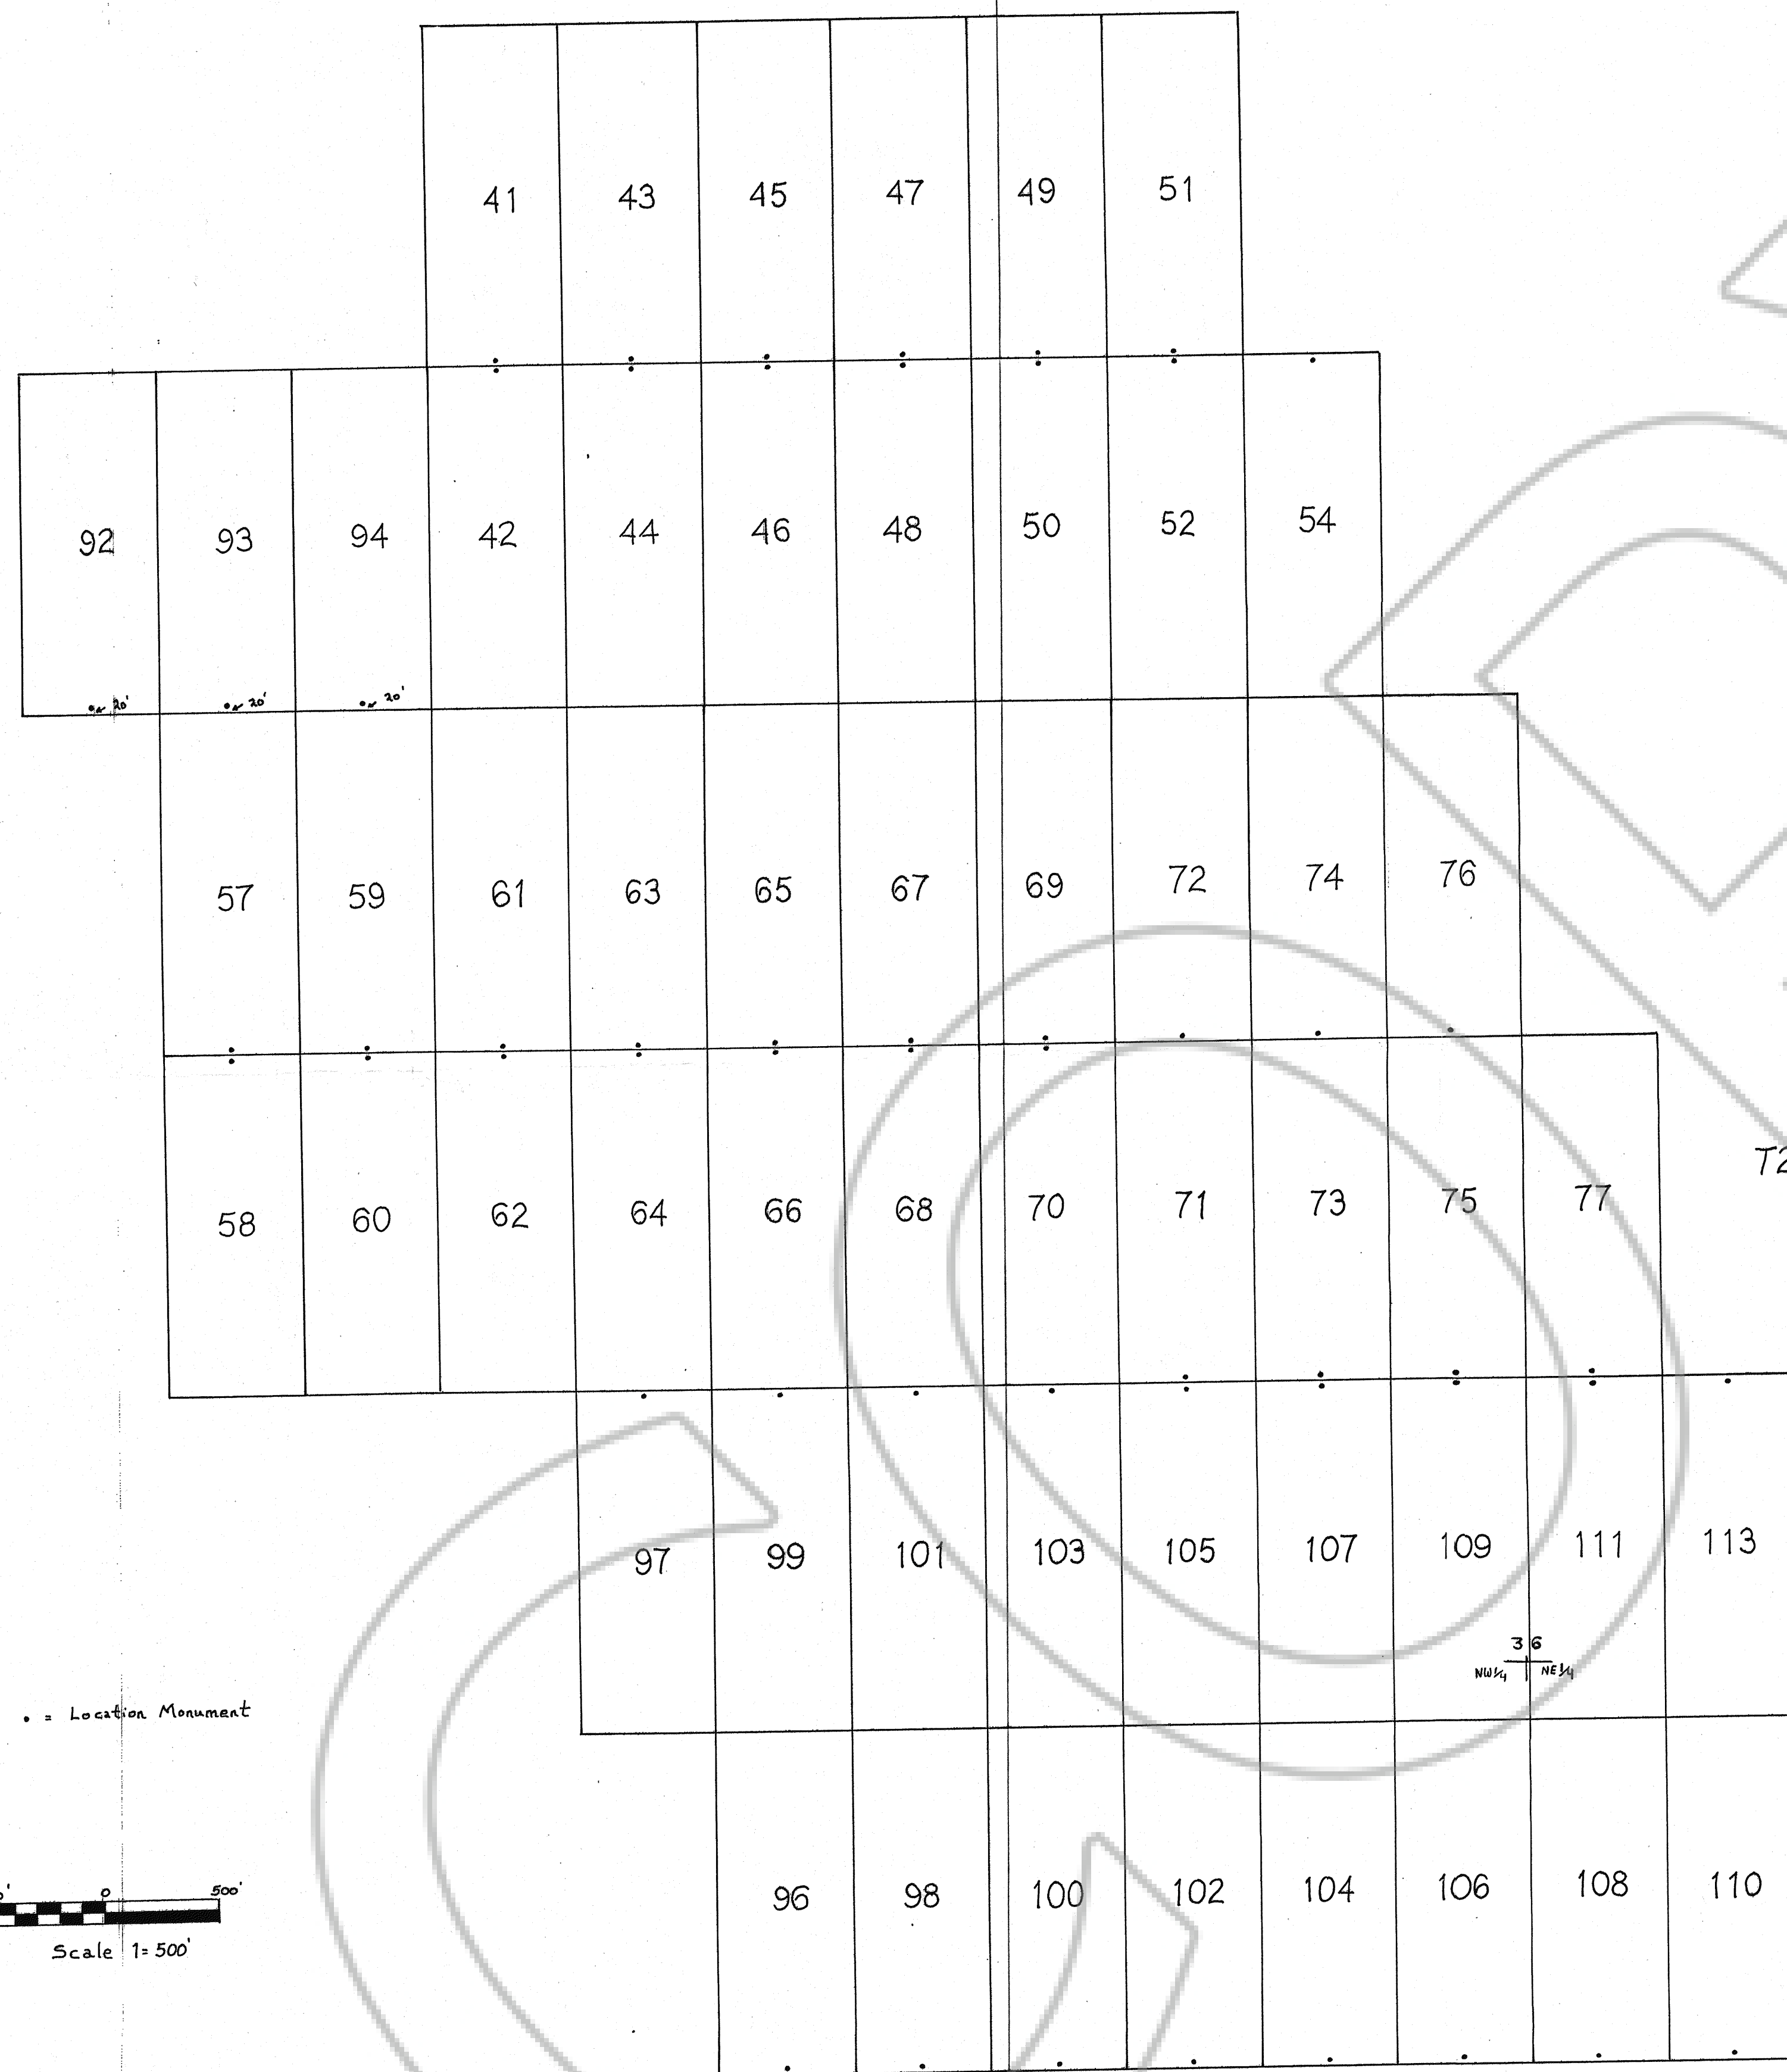 41 43 45 47 49 51
92 93 94 42 44 46 48 50 52 54
20' 20' 20'
57 59 61 63 65 67 69 72 74 76
T2
58 60 62 64 66 68 70 71 73 75 77
97 99 101 103 105 107 109 111 113
36
NW¼ NE¼
• = Location Monument
96 98 100 102 104 106 108 110
0 500'
Scale 1=500'